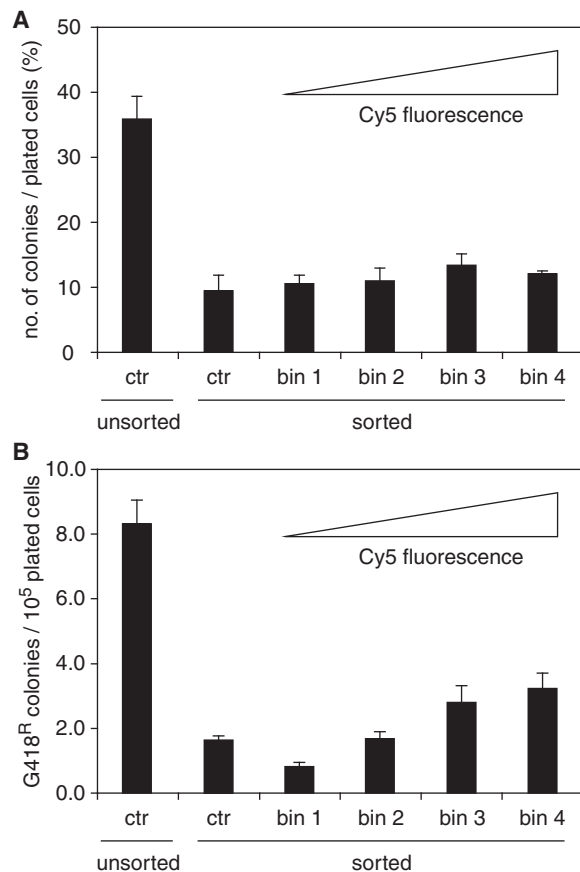 A
no. of colonies / plated cells (%)
50
40
30
20
10
0
Cy5 fluorescence
ctr ctr bin 1 bin 2 bin 3 bin 4
unsorted sorted
B
G418ᴿ colonies / 10⁵ plated cells
10.0
8.0
6.0
4.0
2.0
0.0
Cy5 fluorescence
ctr ctr bin 1 bin 2 bin 3 bin 4
unsorted sorted